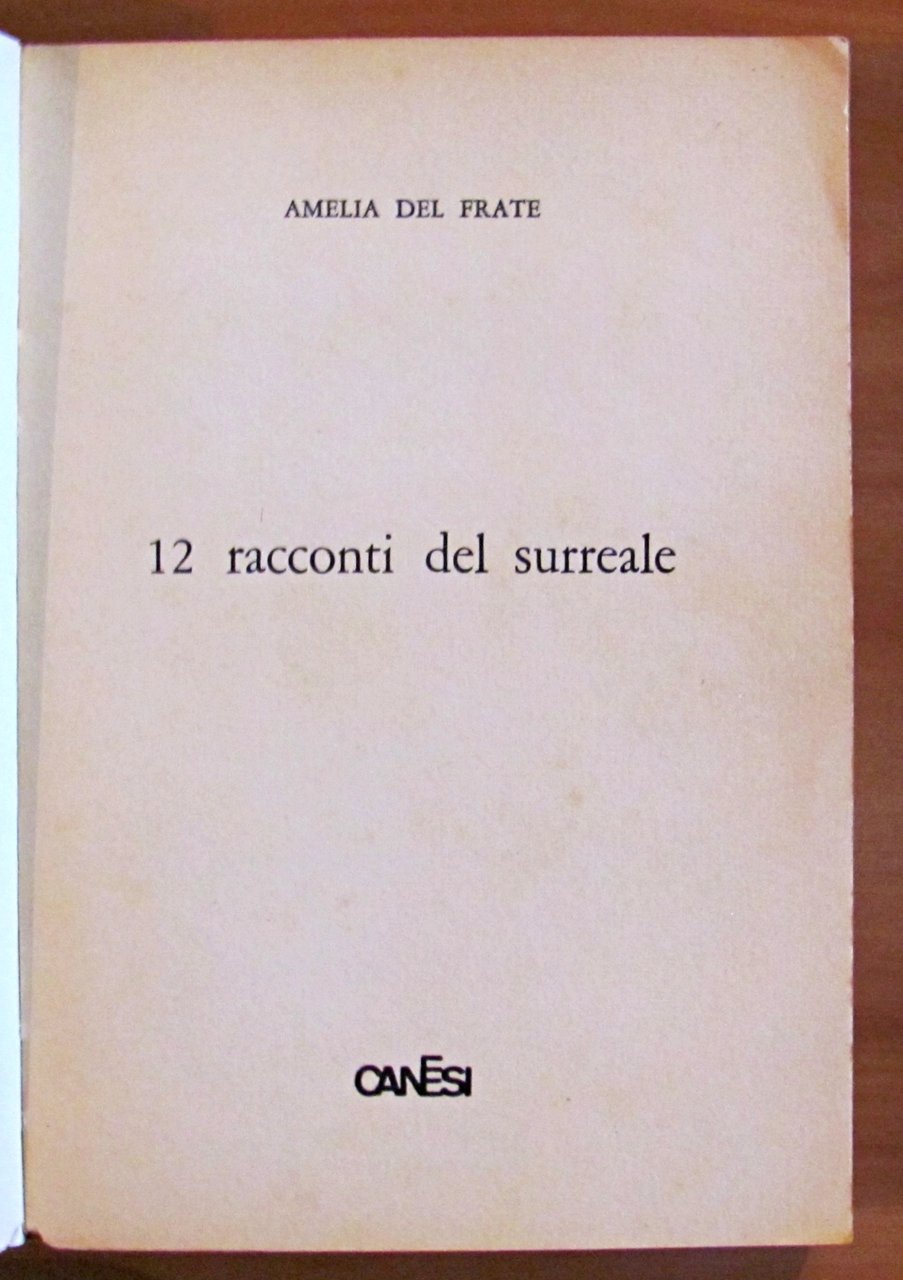 AMELIA DEL FRATE
12 racconti del surreale
CANESI